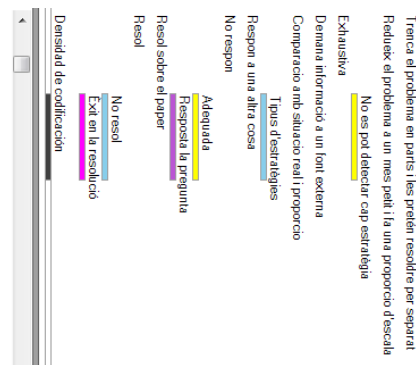 Trenca el problema en parts i les pretén resoldre per separat
Redueix el problema a un mes petit i fa una proporcio d'escala
No es pot detectar cap estratègia
Exhaustiva
Demana informació a un font externa
Comparacio amb situacio real i proporcio
Tipus d'estratègies
Respon a una altra cosa
No respon
Adequada
Resposta la pregunta
Resol sobre el paper
Resol
No resol
Èxit en la resolució
Densidad de codificación